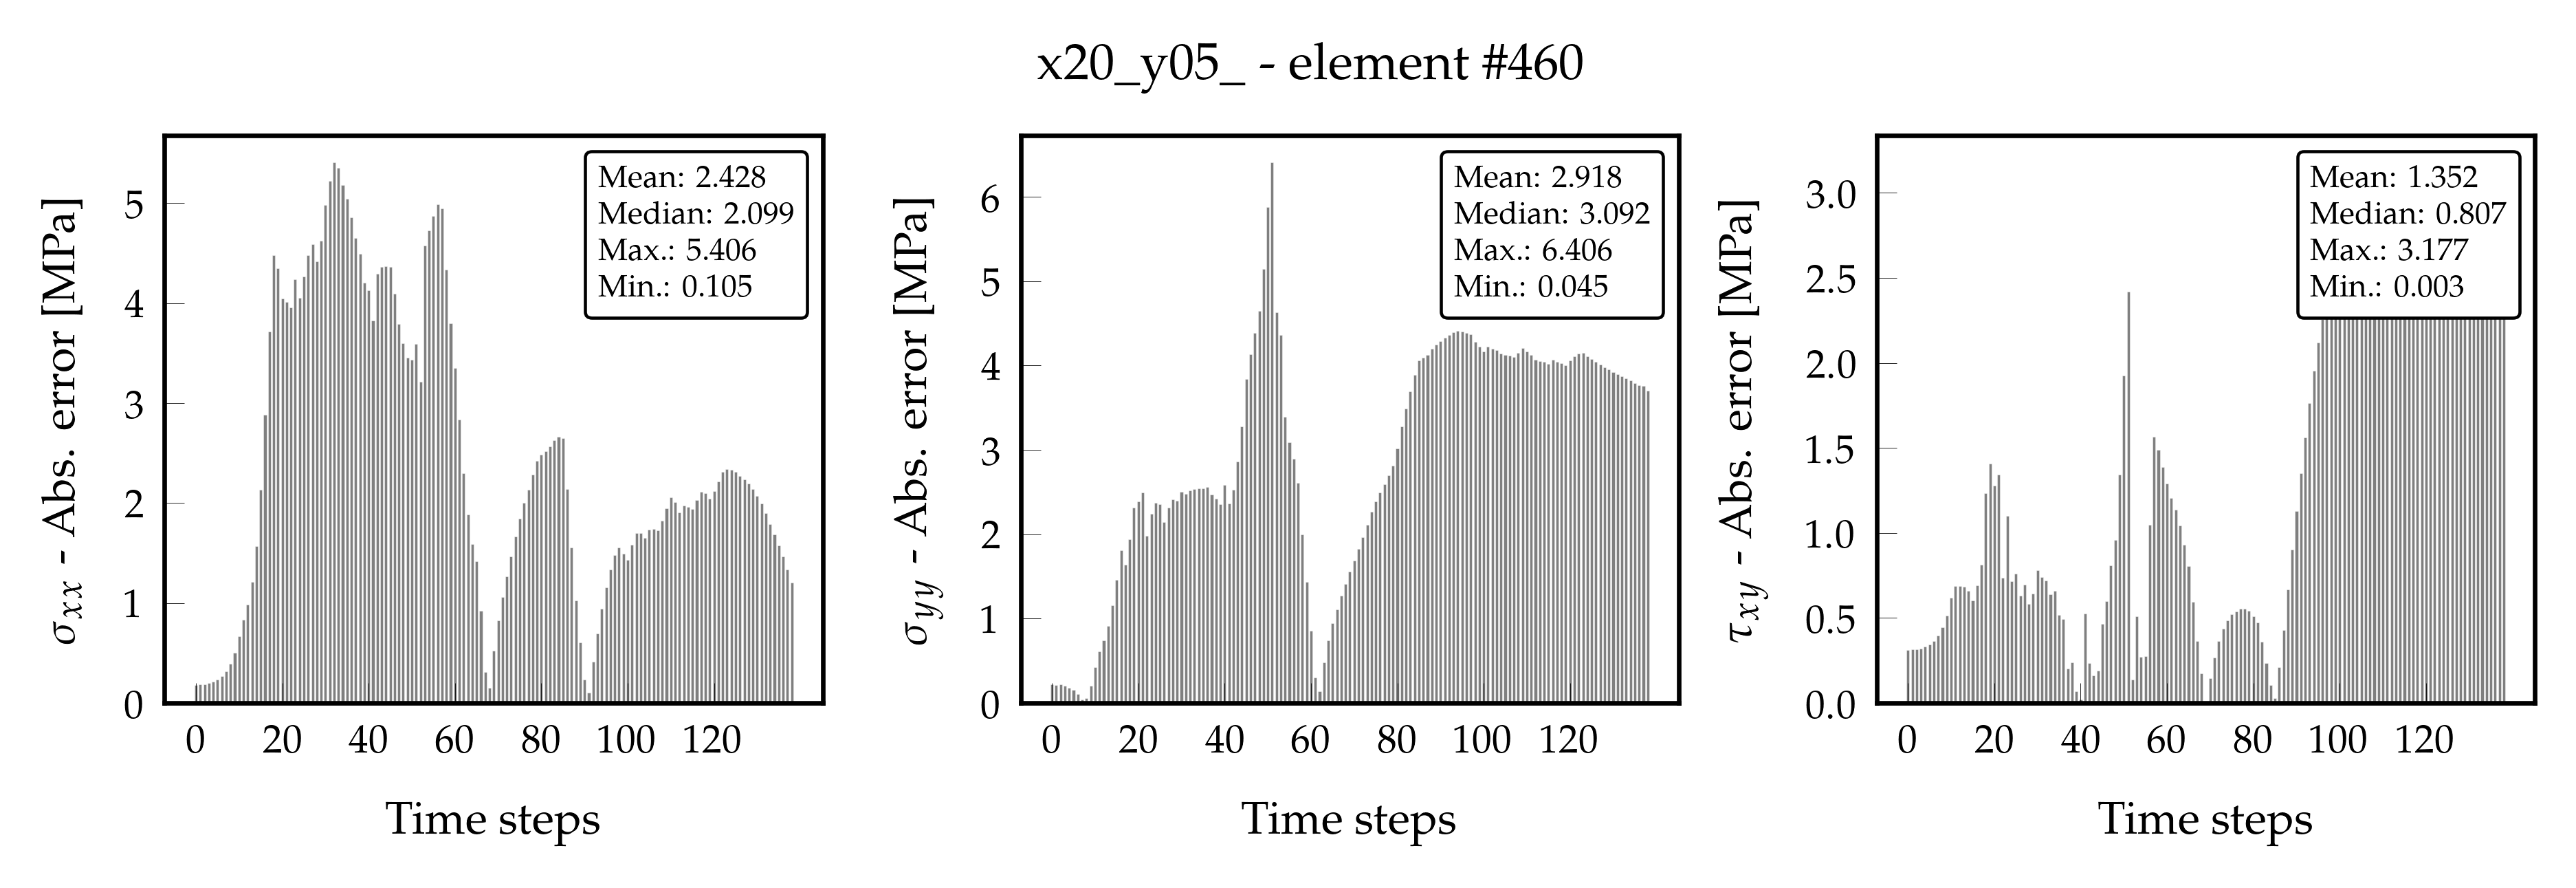 x20_y05_ - element #460
σxx - Abs. error [MPa]
5
4
3
2
1
0
0 20 40 60 80 100 120
Time steps
Mean: 2.428
Median: 2.099
Max.: 5.406
Min.: 0.105
σyy - Abs. error [MPa]
6
5
4
3
2
1
0
0 20 40 60 80 100 120
Time steps
Mean: 2.918
Median: 3.092
Max.: 6.406
Min.: 0.045
τxy - Abs. error [MPa]
3.0
2.5
2.0
1.5
1.0
0.5
0.0
0 20 40 60 80 100 120
Time steps
Mean: 1.352
Median: 0.807
Max.: 3.177
Min.: 0.003